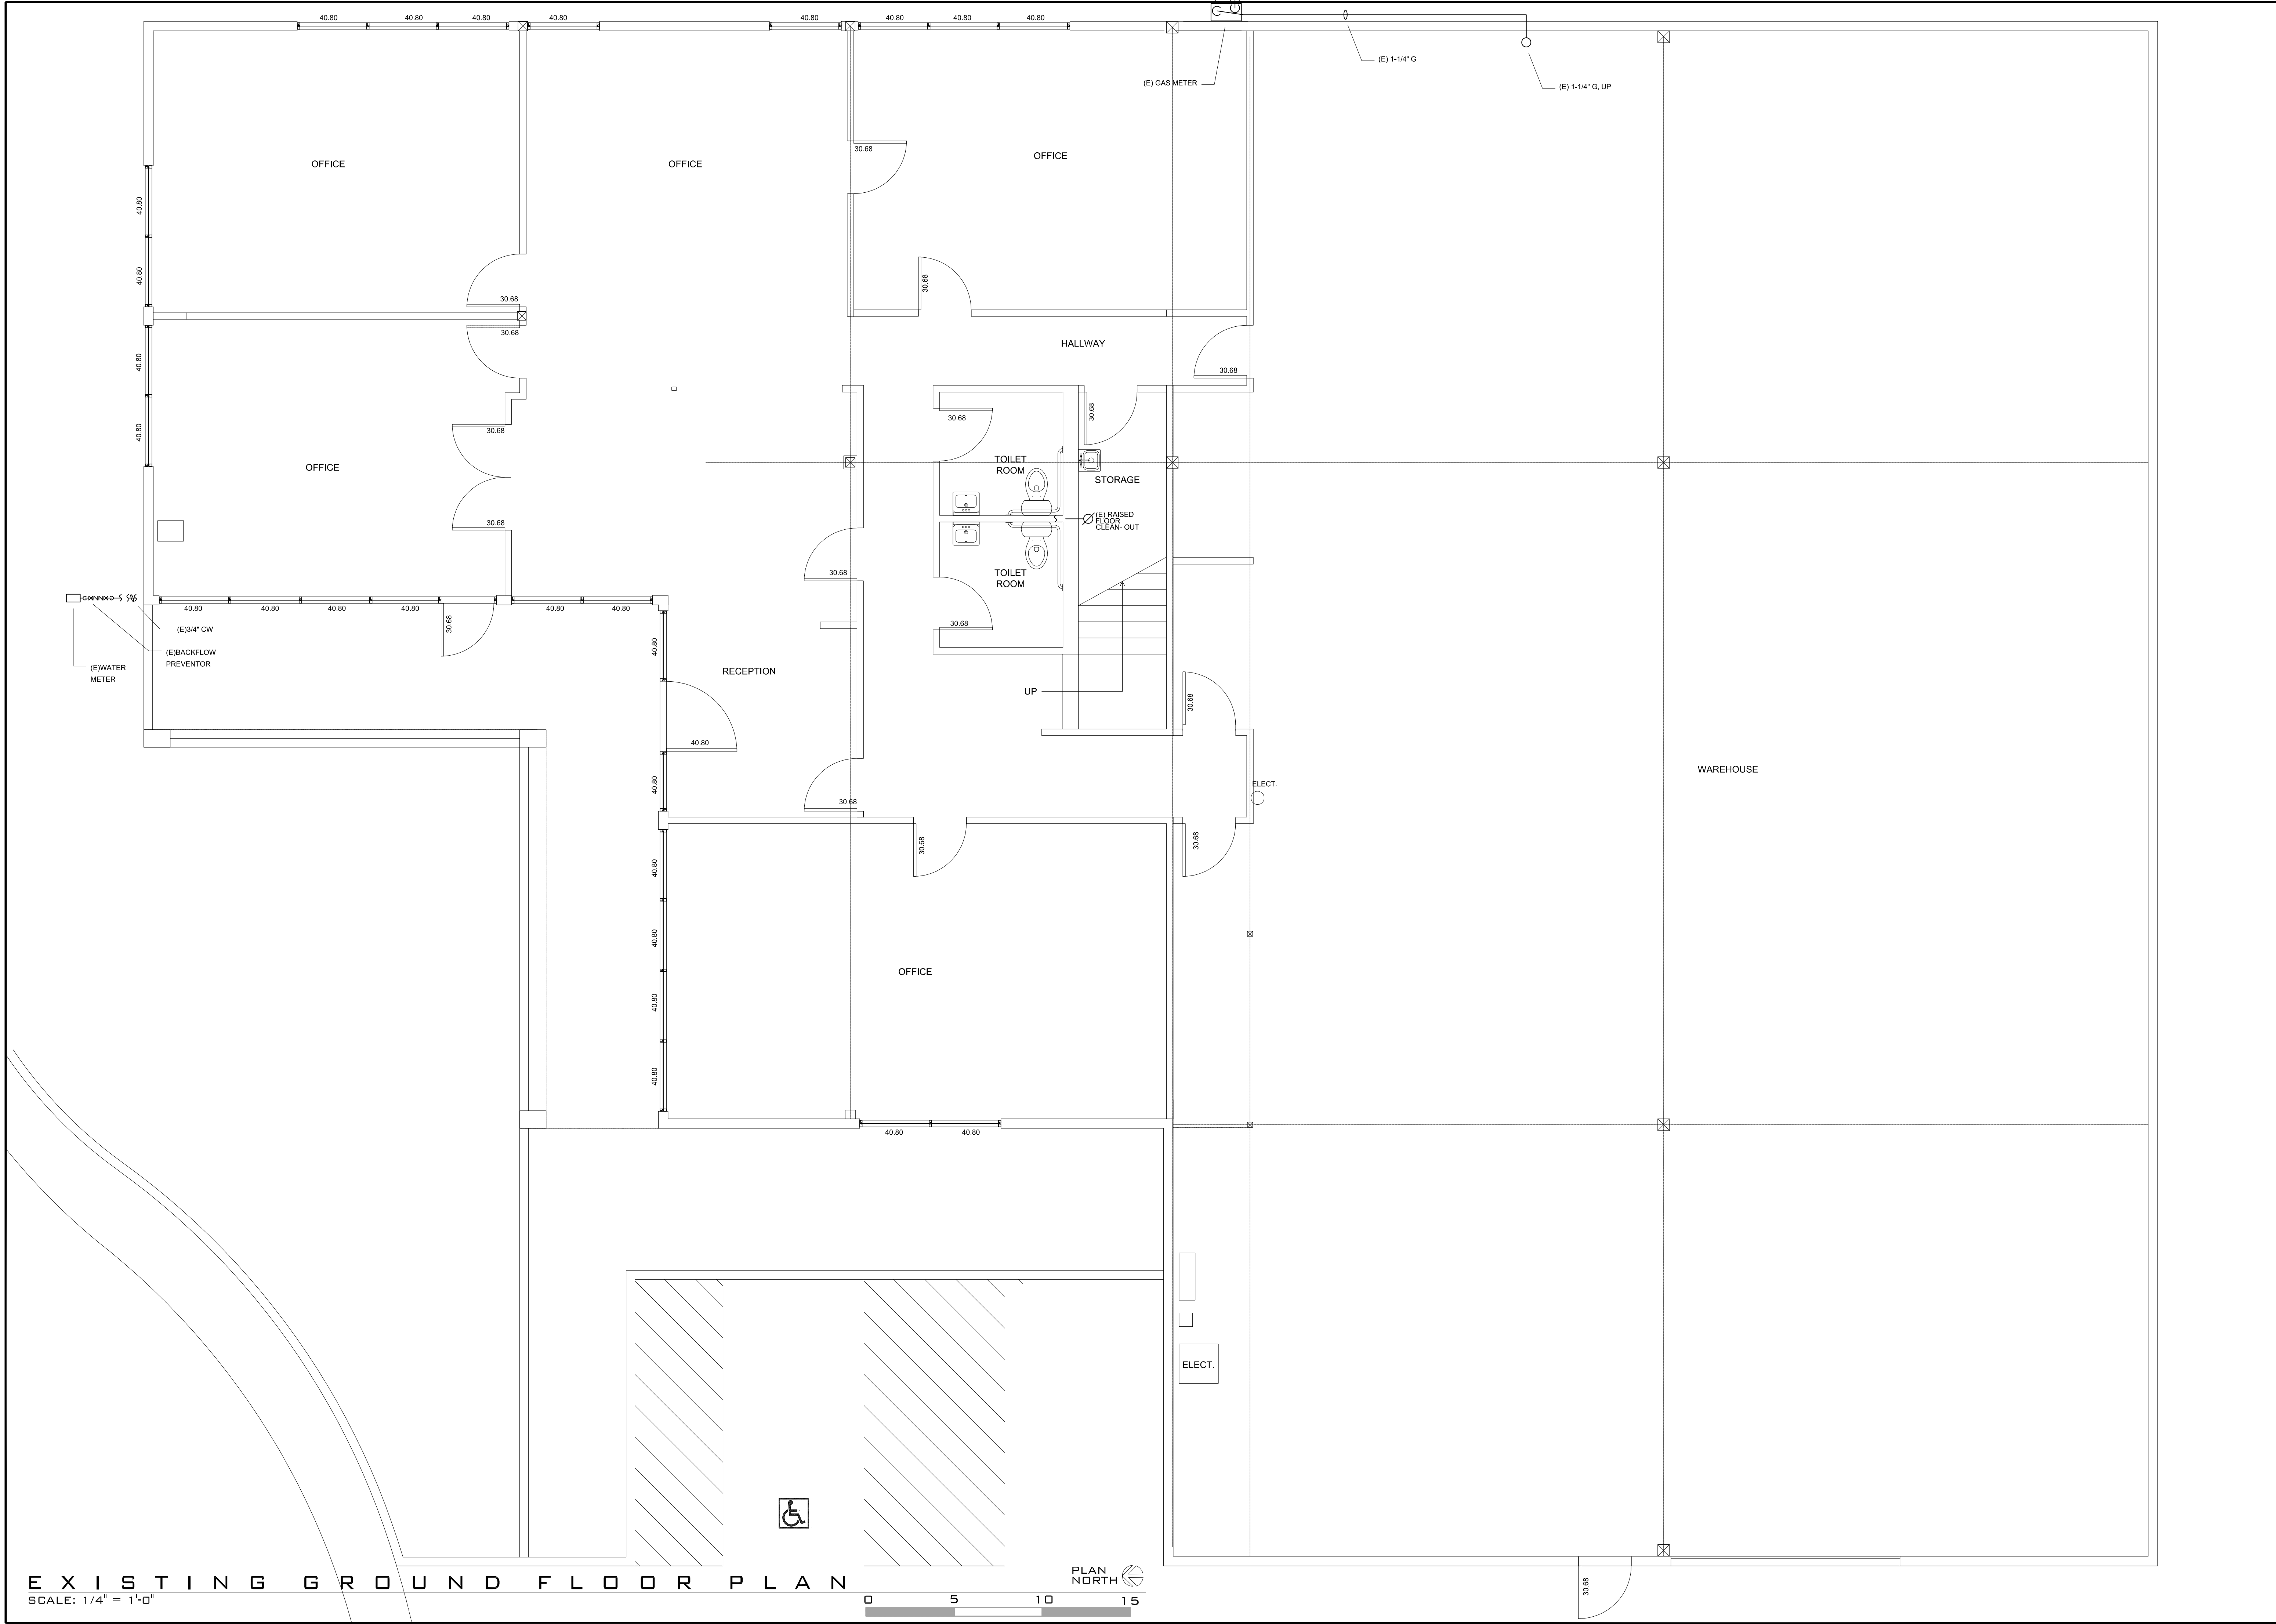 40.80 40.80 40.80 40.80 40.80 40.80 40.80 40.80
(E) 1-1/4" G
(E) GAS METER
(E) 1-1/4" G, UP
30.68
OFFICE
OFFICE
OFFICE
40.80
40.80
30.68
30.68
30.68
HALLWAY
40.80
30.68
30.68
30.68
40.80
30.68
TOILET
ROOM
OFFICE
STORAGE
(E) RAISED
FLOOR
CLEAN- OUT
30.68
30.68
TOILET
ROOM
40.80 40.80 40.80 40.80 40.80 40.80
30.68
30.68
(E)3/4" CW
(E)BACKFLOW
PREVENTOR
(E)WATER
METER
40.80
RECEPTION
UP
30.68
40.80
WAREHOUSE
40.80
ELECT.
30.68
30.68
30.68
40.80
40.80
OFFICE
40.80
40.80
40.80 40.80
ELECT.
PLAN
NORTH
EXISTING GROUND FLOOR PLAN
SCALE: 1/4" = 1'-0"
0 5 10 15
30.68